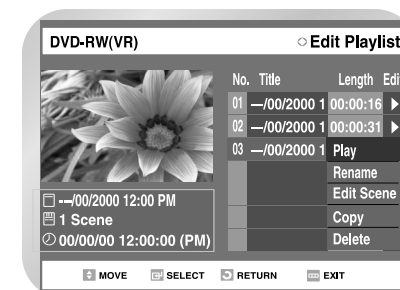 DVD-RW(VR) Edit Playlist
No. Title Length Edit
01 —/00/2000 1 00:00:16
02 —/00/2000 1 00:00:31
03 —/00/2000 1 Play
Rename
Edit Scene
Copy
Delete
--/00/2000 12:00 PM
1 Scene
00/00/00 12:00:00 (PM)
MOVE SELECT RETURN EXIT